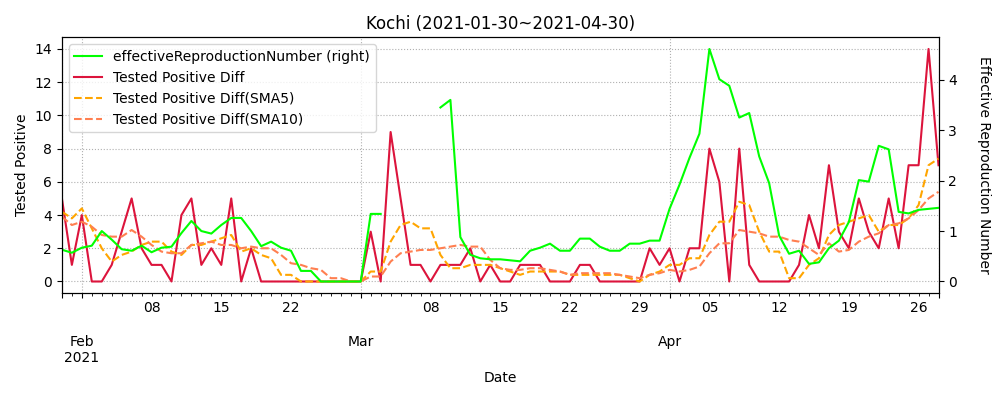 Kochi (2021-01-30~2021-04-30)
effectiveReproductionNumber (right)
Tested Positive Diff
Tested Positive Diff(SMA5)
Tested Positive Diff(SMA10)
Tested Positive
14
12
10
8
6
4
2
0
Effective Reproduction Number
4
3
2
1
0
08 15 22 08 15 22 29 05 12 19 26
Feb Mar Apr
2021
Date